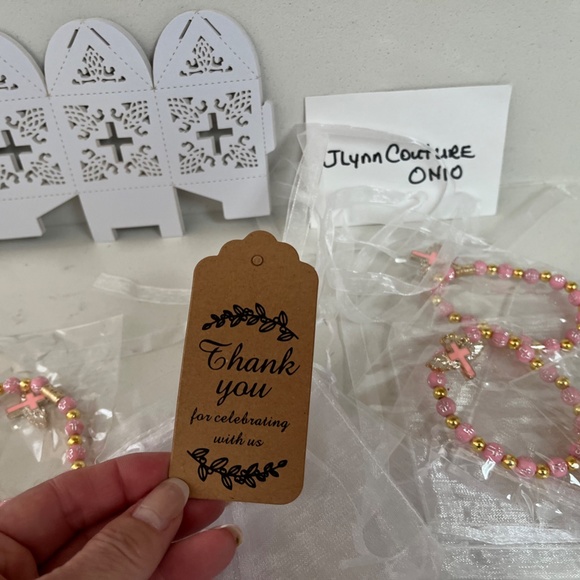 JLynn Couture
OHIO
Thank
you
for celebrating
with us